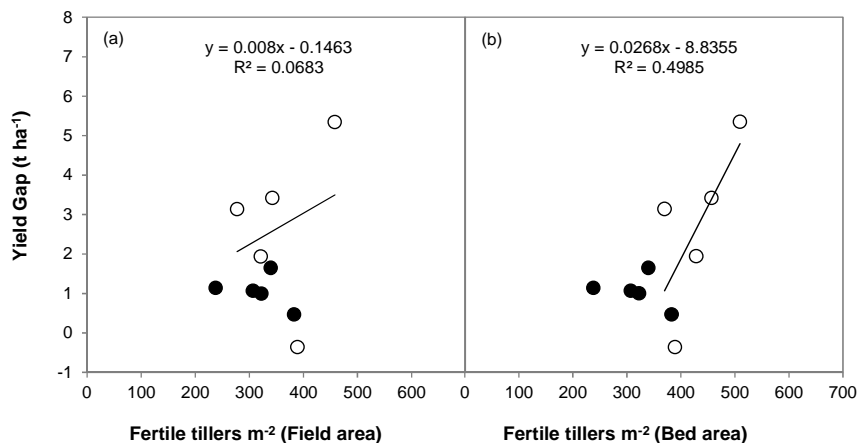 (a)
y = 0.008x - 0.1463
R² = 0.0683
(b)
y = 0.0268x - 8.8355
R² = 0.4985
Yield Gap (t ha⁻¹)
8
7
6
5
4
3
2
1
0
-1
0 100 200 300 400 500 600
0 100 200 300 400 500 600 700
Fertile tillers m⁻² (Field area)
Fertile tillers m⁻² (Bed area)